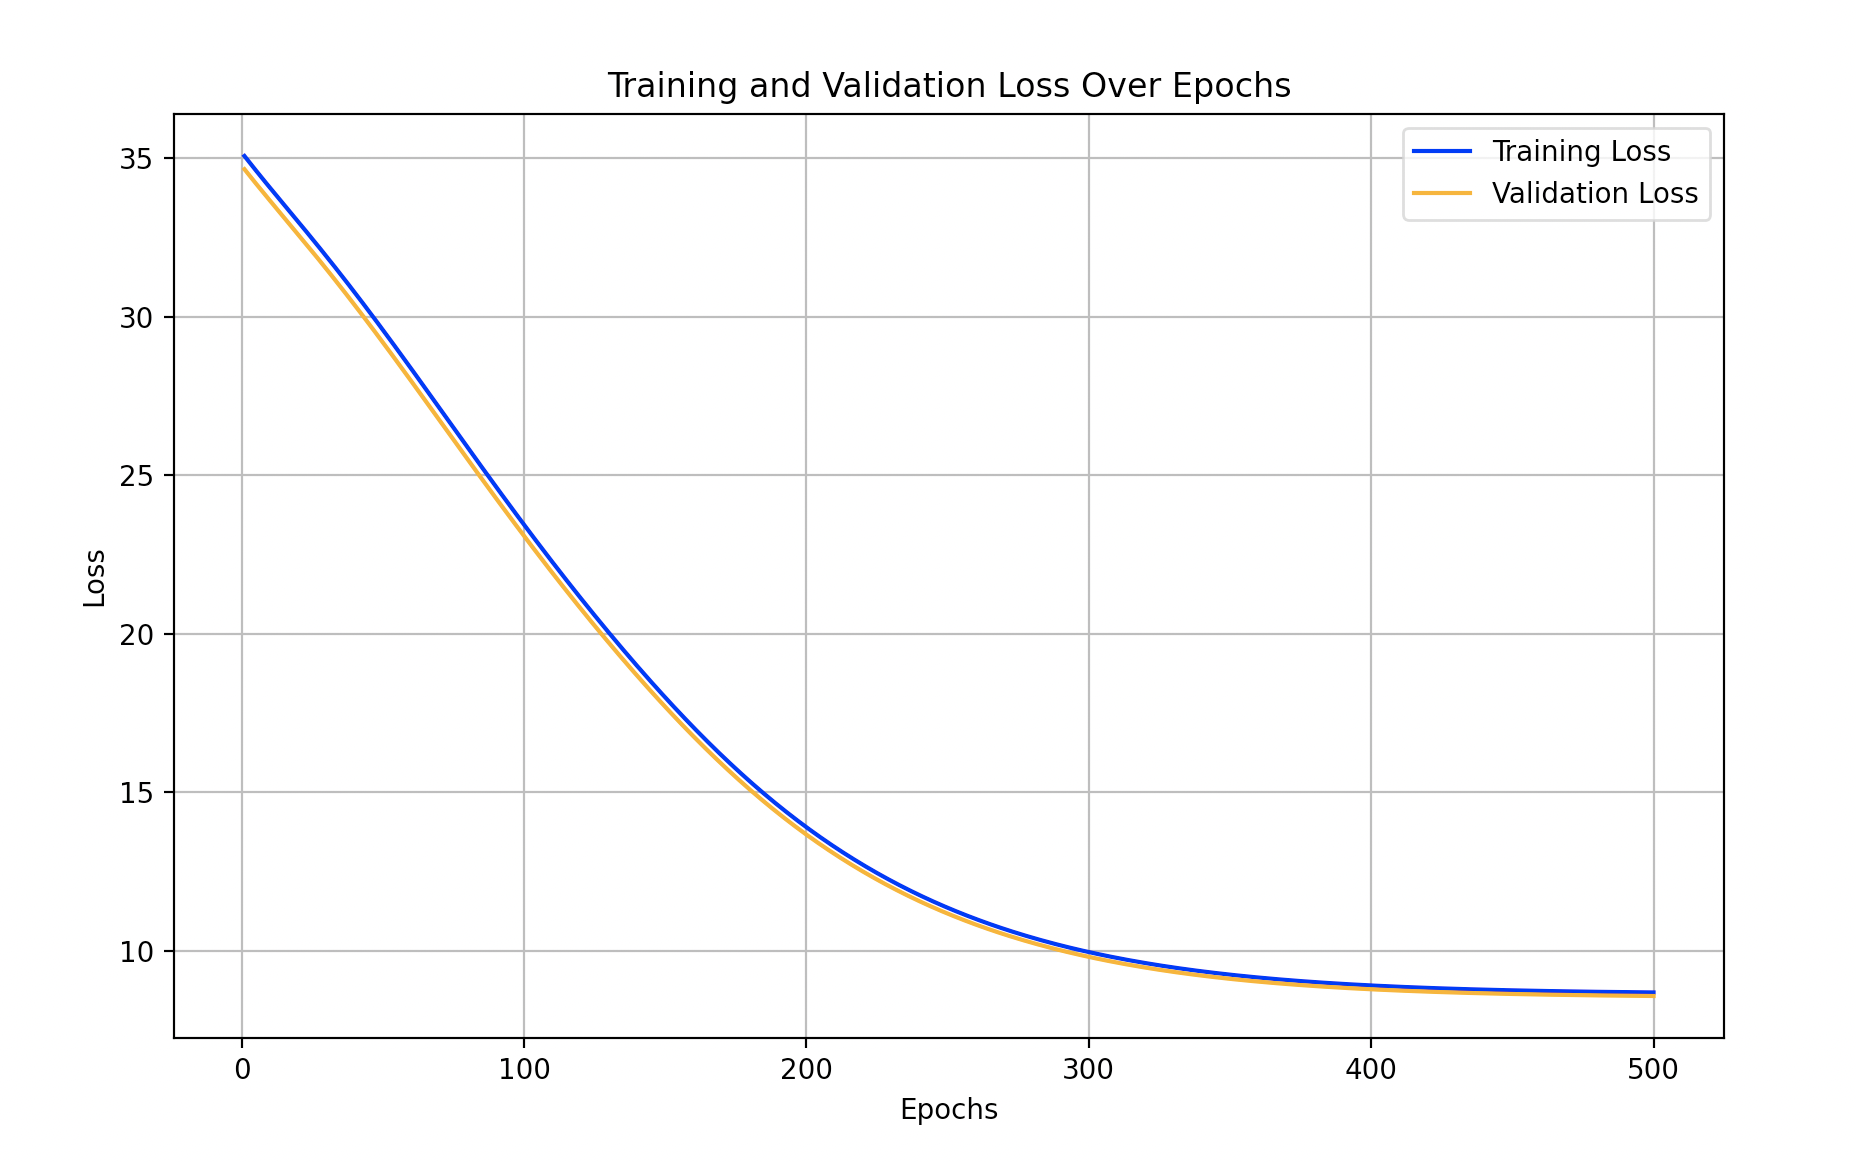 Training and Validation Loss Over Epochs
Training Loss
Validation Loss
35
30
25
20
15
10
Loss
0 100 200 300 400 500
Epochs